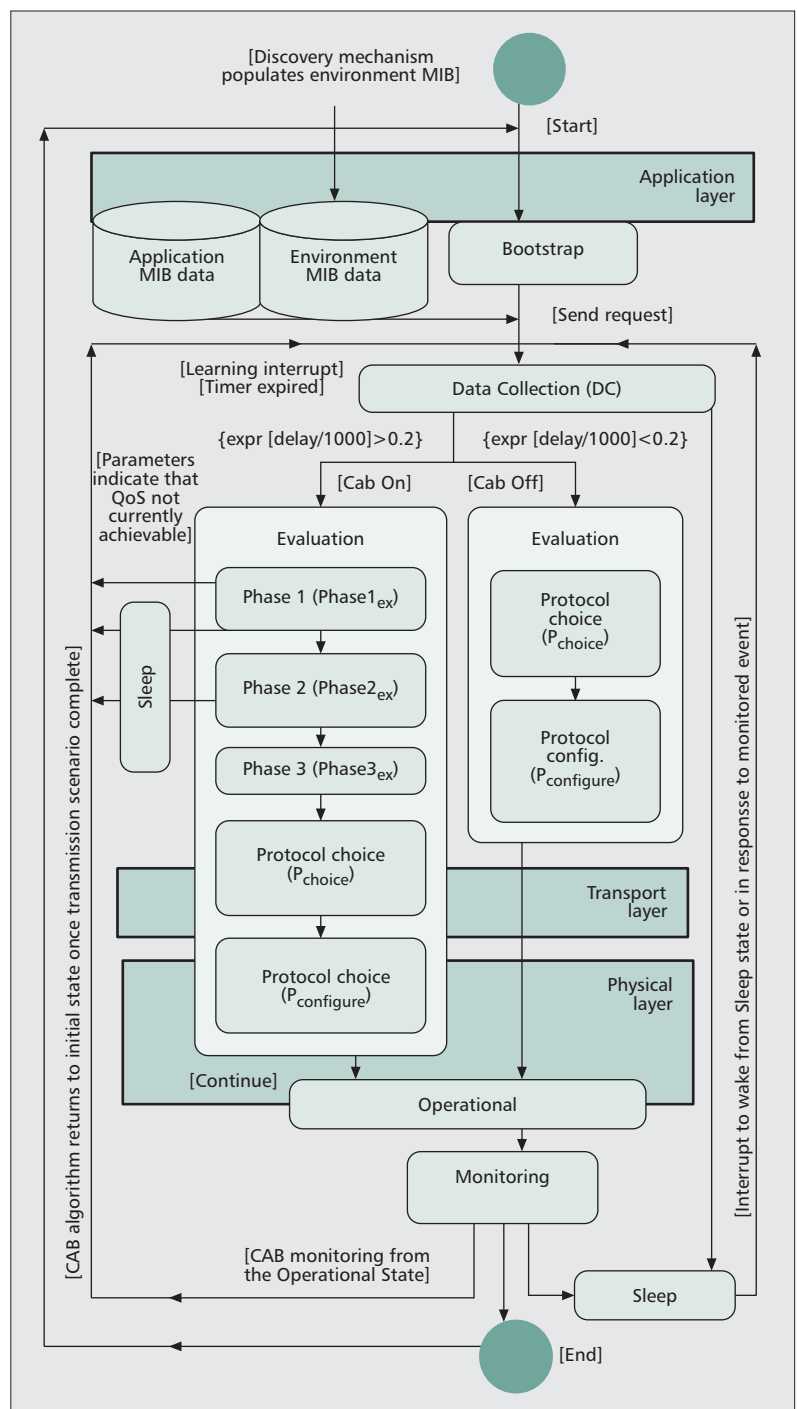 [Discovery mechanism
populates environment MIB]
[Start]
Application
layer
Application
MIB data
Environment
MIB data
Bootstrap
[Send request]
[Learning interrupt]
[Timer expired]
Data Collection (DC)
{expr [delay/1000]>0.2}
{expr [delay/1000]<0.2}
[Parameters
indicate that
QoS not
currently
achievable]
[Cab On]
[Cab Off]
Evaluation
Evaluation
Phase 1 (Phase1ex)
Protocol
choice
(Pchoice)
Sleep
Phase 2 (Phase2ex)
Protocol
config.
(Pconfigure)
Phase 3 (Phase3ex)
Protocol choice
(Pchoice)
Transport
layer
Protocol choice
(Pconfigure)
Physical
layer
[Continue]
Operational
Monitoring
[CAB monitoring from
the Operational State]
Sleep
[End]
[CAB algorithm returns to initial state once transmission scenario complete]
[Interrupt to wake from Sleep state or in responsse to monitored event]